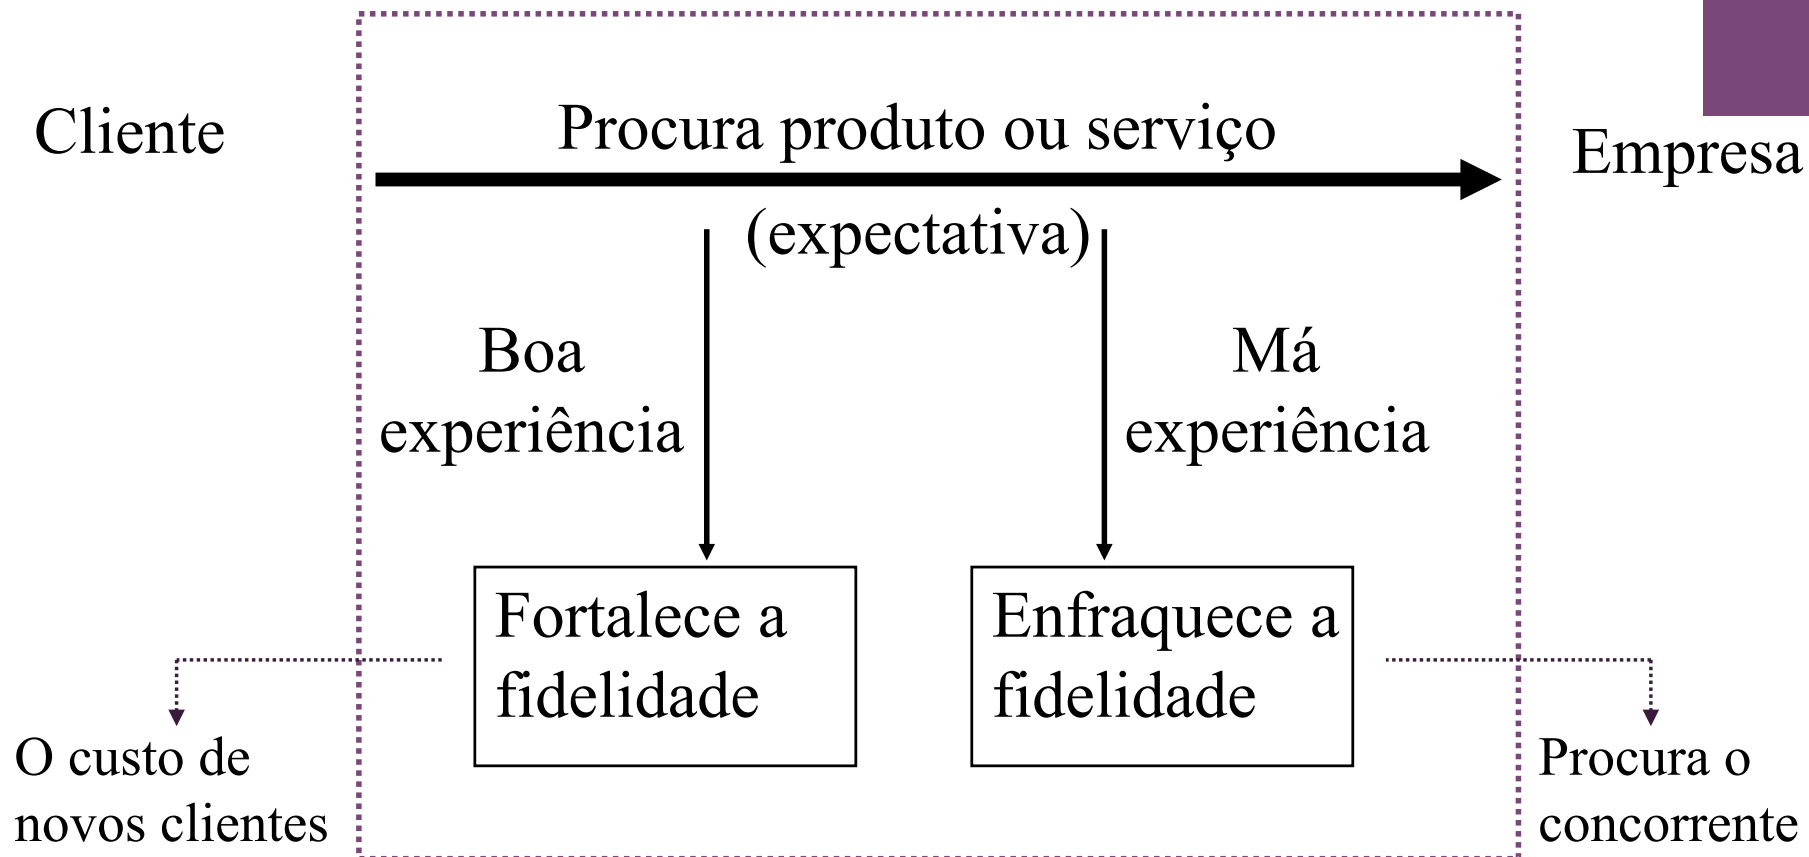 Cliente
Procura produto ou serviço
Empresa
(expectativa)
Boa
experiência
Má
experiência
Fortalece a
fidelidade
Enfraquece a
fidelidade
O custo de
novos clientes
Procura o
concorrente